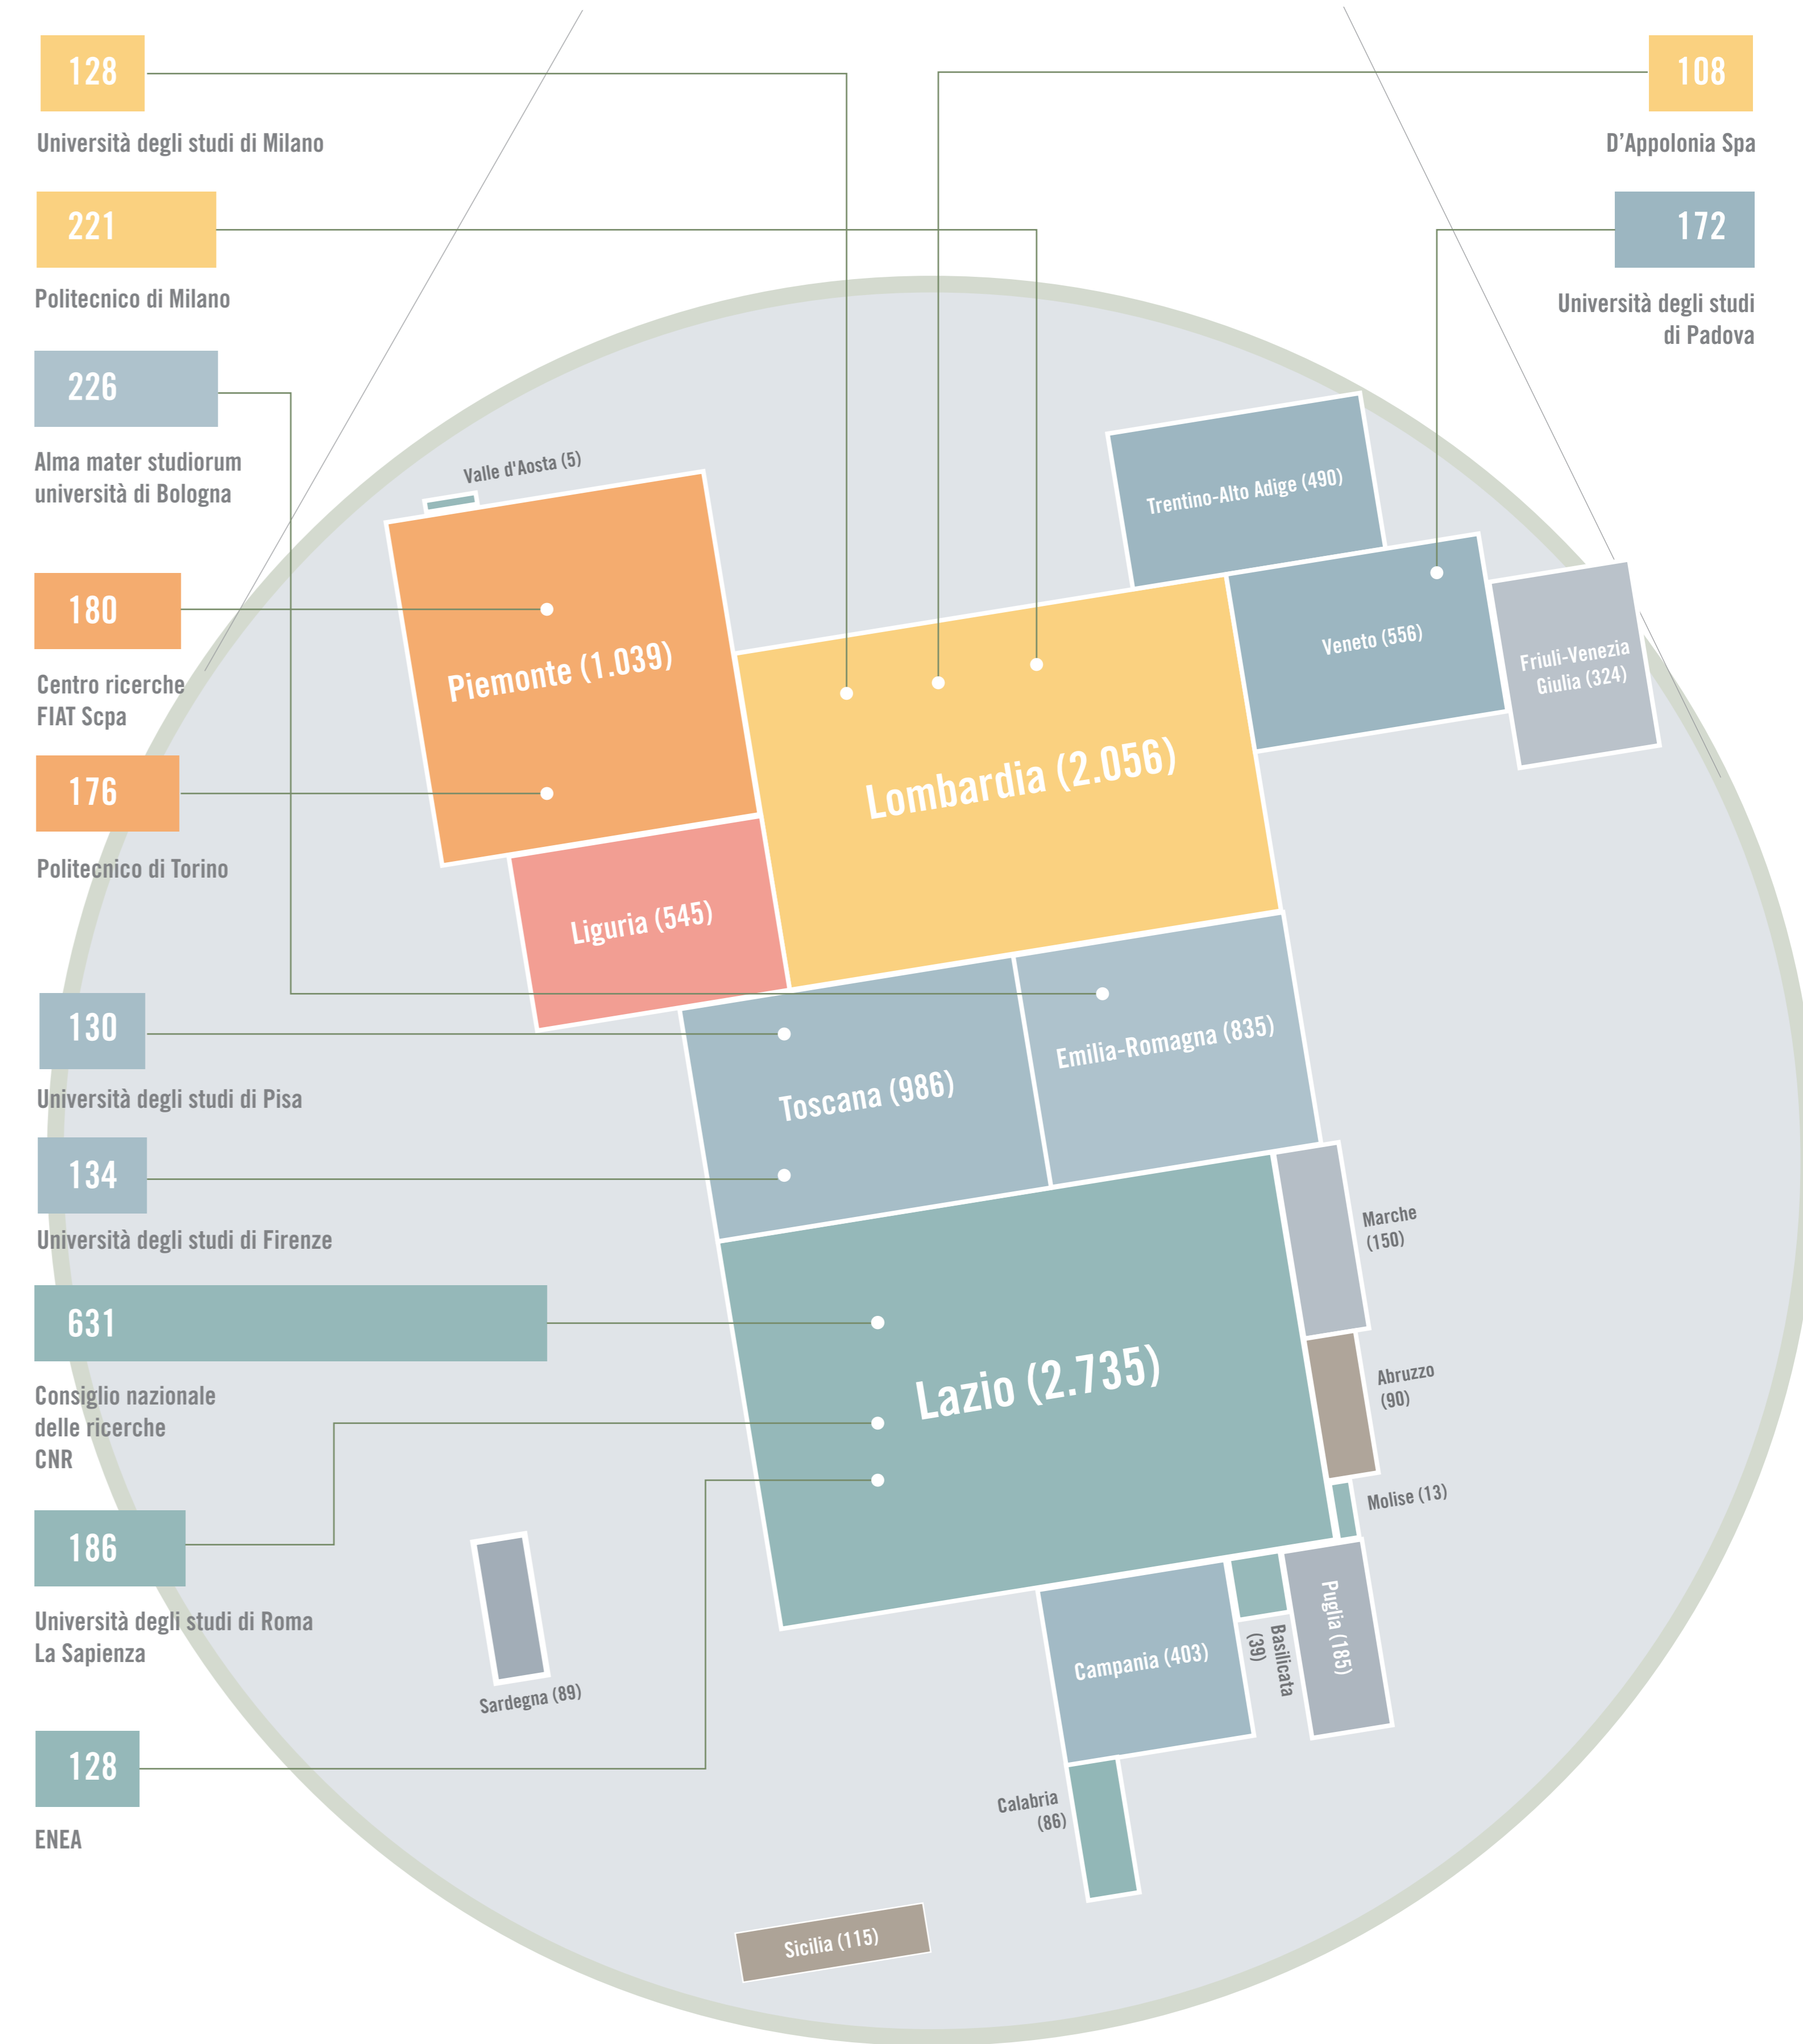 128
Università degli studi di Milano
221
Politecnico di Milano
226
Alma mater studiorum
università di Bologna
180
Centro ricerche
FIAT Scpa
176
Politecnico di Torino
130
Università degli studi di Pisa
134
Università degli studi di Firenze
631
Consiglio nazionale
delle ricerche
CNR
186
Università degli studi di Roma
La Sapienza
128
ENEA
108
D'Appolonia Spa
172
Università degli studi
di Padova
Valle d'Aosta (5)
Piemonte (1.039)
Liguria (545)
Lombardia (2.056)
Trentino-Alto Adige (490)
Veneto (556)
Friuli-Venezia
Giulia (324)
Toscana (986)
Emilia-Romagna (835)
Lazio (2.735)
Marche
(150)
Abruzzo
(90)
Molise (13)
Campania (403)
Basilicata
(39)
Puglia (185)
Calabria
(86)
Sardegna (89)
Sicilia (115)